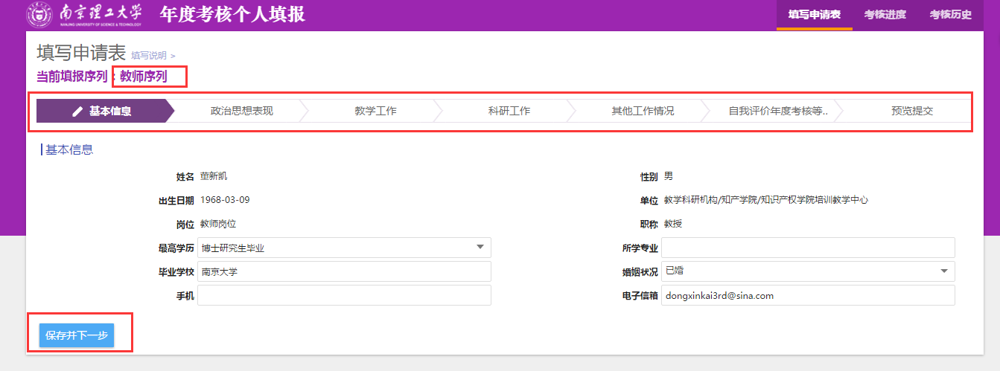 南京理工大学 年度考核个人填报 填写申请表 考核进度 考核历史
NANJING UNIVERSITY OF SCIENCE & TECHNOLOGY
填写申请表 填写说明 >
当前填报序列：教师序列
基本信息 政治思想表现 教学工作 科研工作 其他工作情况 自我评价年度考核等.. 预览提交
基本信息
姓名 董新凯 性别 男
出生日期 1968-03-09 单位 教学科研机构/知产学院/知识产权学院培训教学中心
岗位 教师岗位 职称 教授
最高学历 博士研究生毕业 所学专业
毕业学校 南京大学 婚姻状况 已婚
手机 电子信箱 dongxinkai3rd@sina.com
保存并下一步